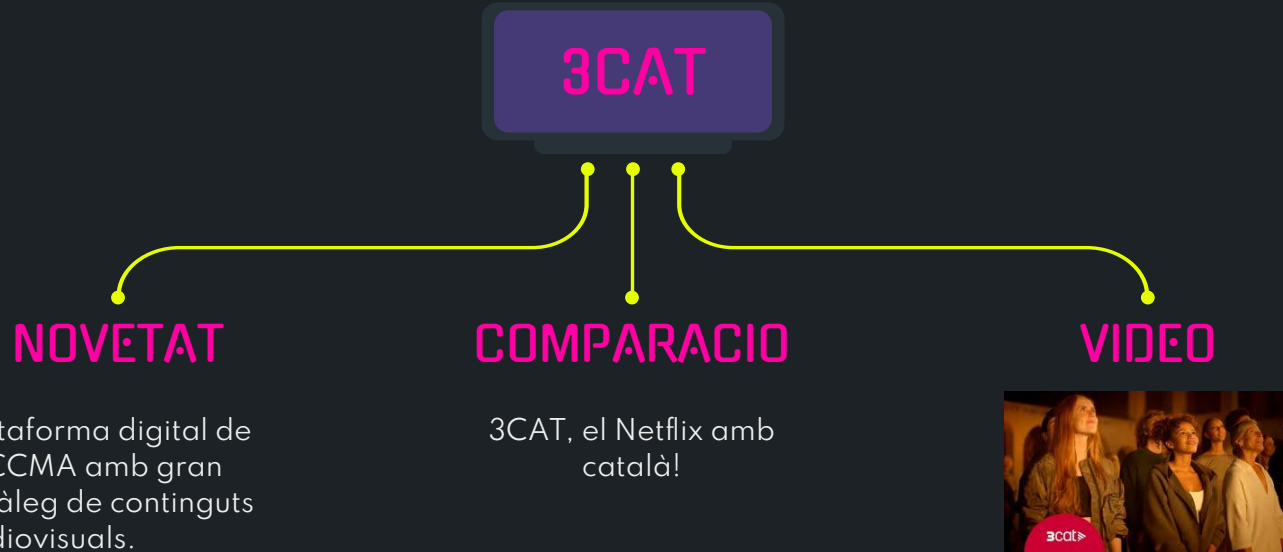 3CAT
NOVETAT
taforma digital de
CCMA amb gran
àleg de continguts
diovisuals.
COMPARACIO
3CAT, el Netflix amb
català!
VIDEO
3cat